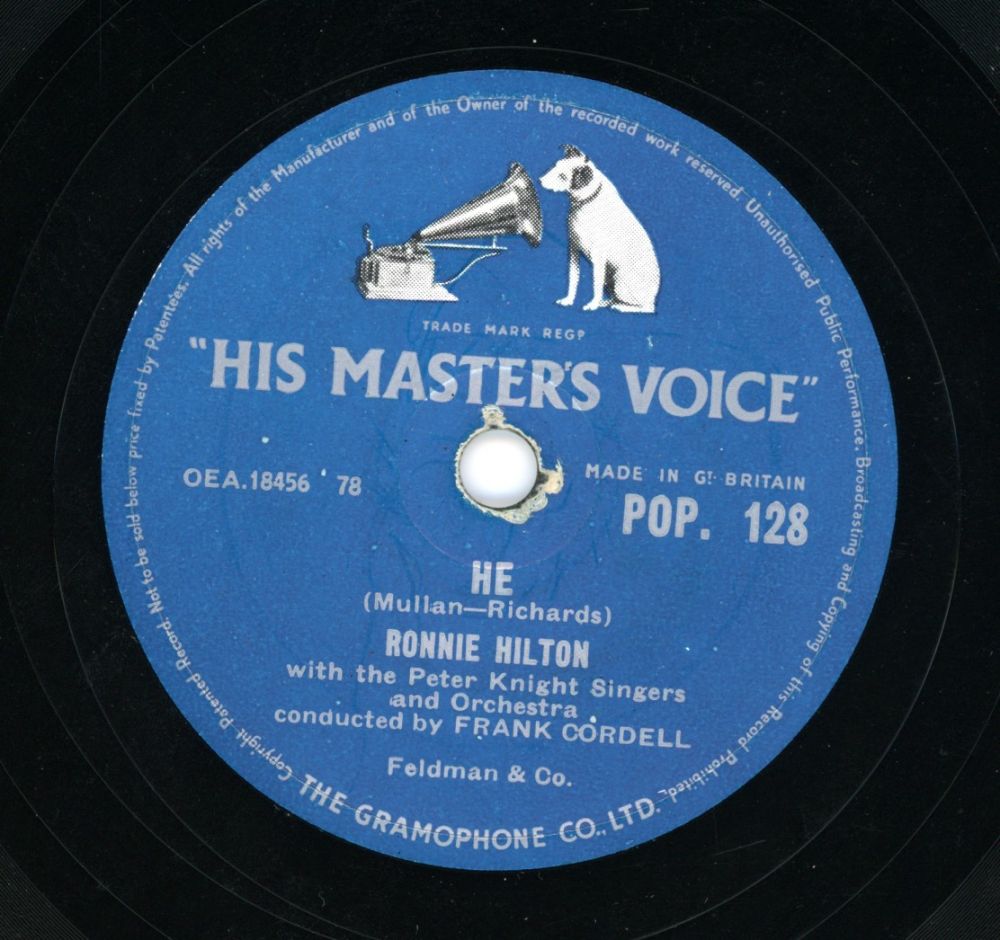 Copyright. Patented Record. Not to be sold below price fixed by Patentees. All rights of the Manufacturer and of the Owner of the recorded work reserved. Unauthorised Public Performance. Broadcasting and Copying of this Record Prohibited.
TRADE MARK REGD
"HIS MASTER'S VOICE"
OEA.18456 78
MADE IN GT. BRITAIN
POP. 128
HE
(Mullan—Richards)
RONNIE HILTON
with the Peter Knight Singers
and Orchestra
conducted by FRANK CORDELL
Feldman & Co.
THE GRAMOPHONE CO., LTD.